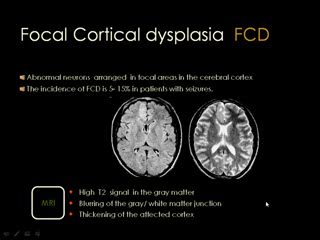 Focal Cortical dysplasia FCD
Abnormal neurons arranged in focal areas in the cerebral cortex
The incidence of FCD is 5- 15% in patients with seizures.
MRI
High T2 signal in the gray matter
Blurring of the gray/ white matter junction
Thickening of the affected cortex